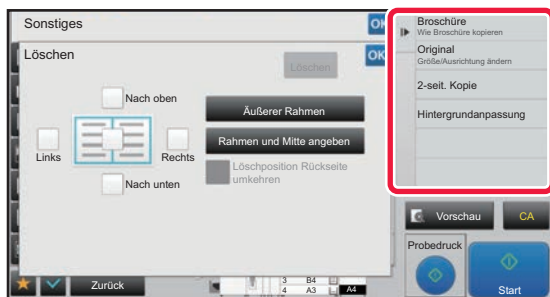 Sonstiges
OK
Löschen
OK
Löschen
Nach oben
Äußerer Rahmen
Rahmen und Mitte angeben
Links
Rechts
Löschposition Rückseite
umkehren
Nach unten
Zurück
3 B4
4 A3
A4
Broschüre
Wie Broschüre kopieren
Original
Größe/Ausrichtung ändern
2-seit. Kopie
Hintergrundanpassung
Vorschau
CA
Probedruck
Start